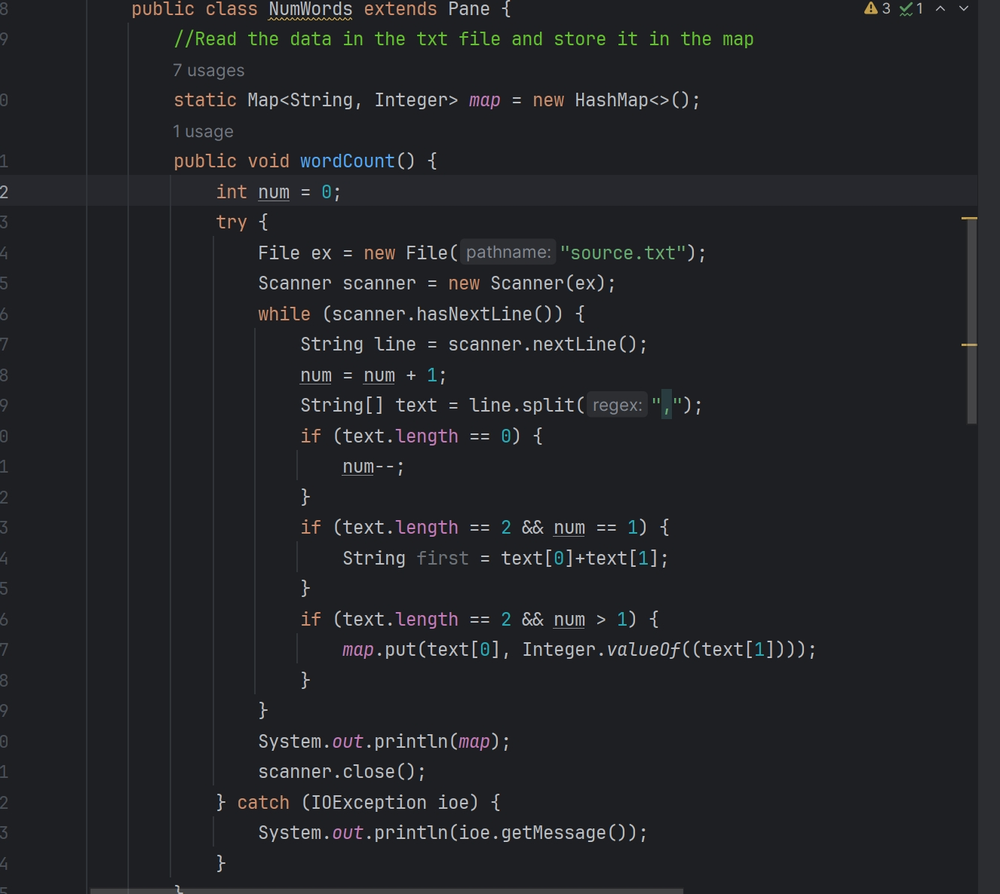 8 public class NumWords extends Pane { 3 1
9 //Read the data in the txt file and store it in the map
7 usages
0 static Map<String, Integer> map = new HashMap<>();
1 usage
1 public void wordCount() {
2 int num = 0;
3 try {
4 File ex = new File( pathname: "source.txt");
5 Scanner scanner = new Scanner(ex);
6 while (scanner.hasNextLine()) {
7 String line = scanner.nextLine();
8 num = num + 1;
9 String[] text = line.split( regex: ",");
0 if (text.length == 0) {
1 num--;
2 }
3 if (text.length == 2 && num == 1) {
4 String first = text[0]+text[1];
5 }
6 if (text.length == 2 && num > 1) {
7 map.put(text[0], Integer.valueOf((text[1])));
8 }
9 }
0 System.out.println(map);
1 scanner.close();
2 } catch (IOException ioe) {
3 System.out.println(ioe.getMessage());
4 }
5 }